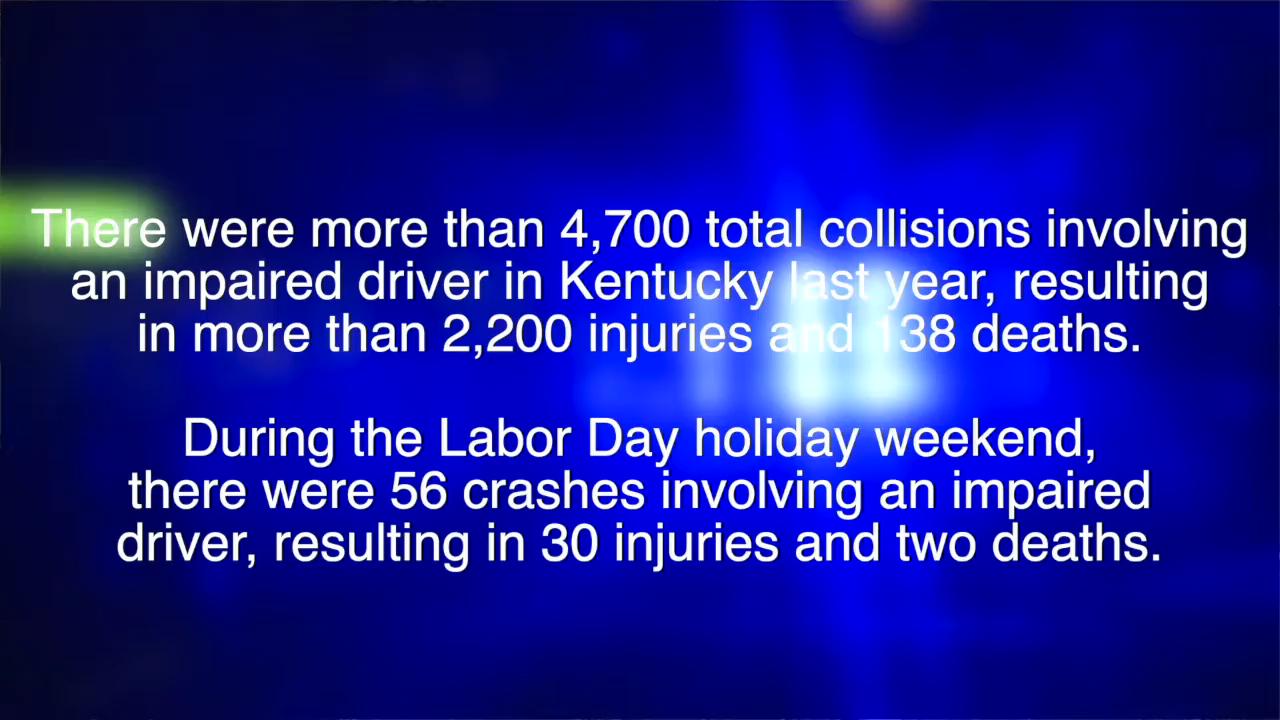 There were more than 4,700 total collisions involving
an impaired driver in Kentucky last year, resulting
in more than 2,200 injuries and 138 deaths.
During the Labor Day holiday weekend,
there were 56 crashes involving an impaired
driver, resulting in 30 injuries and two deaths.